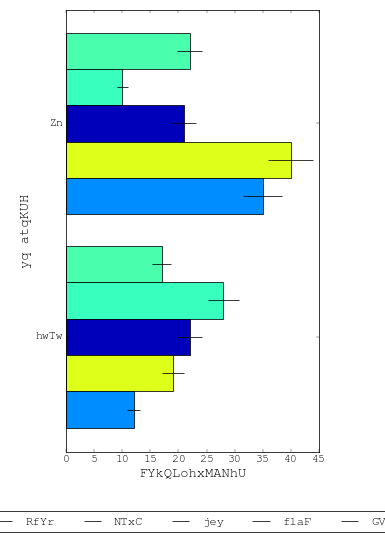 Zn
hwTw
yq atqKUH
0 5 10 15 20 25 30 35 40 45
FYkQLohxMANhU
RfYr NTxC jey flaF GV